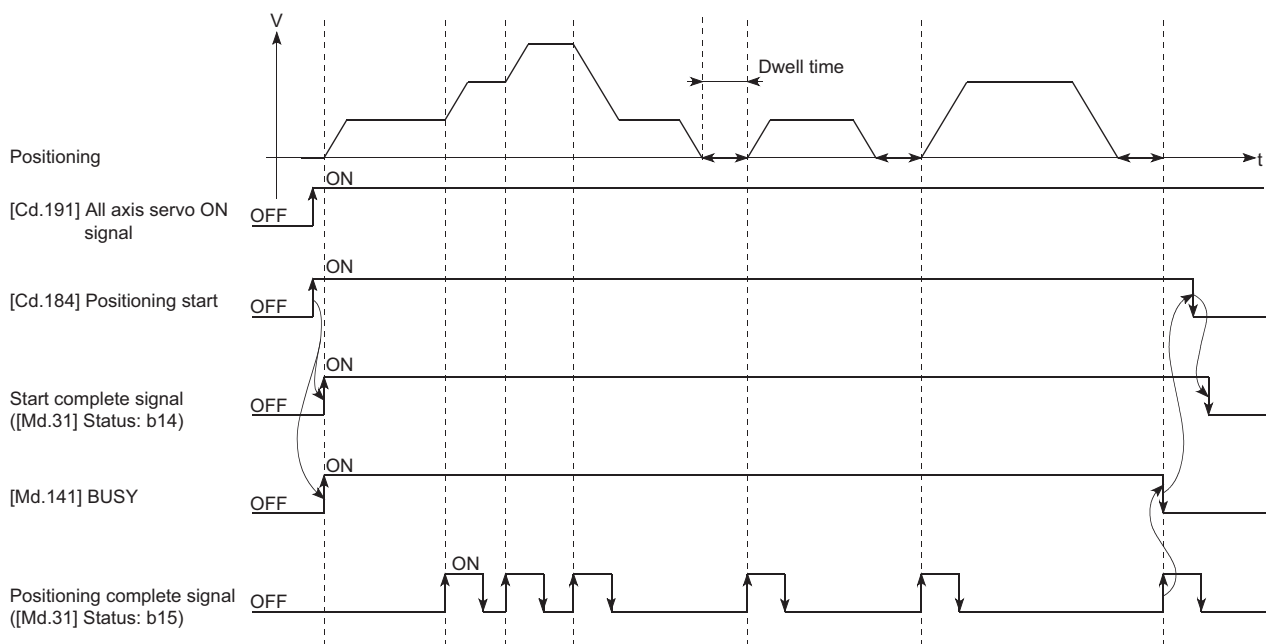 V
Dwell time
Positioning
t
ON
[Cd.191] All axis servo ON
signal
OFF
ON
[Cd.184] Positioning start
OFF
ON
Start complete signal
([Md.31] Status: b14)
OFF
ON
[Md.141] BUSY
OFF
ON
Positioning complete signal
([Md.31] Status: b15)
OFF